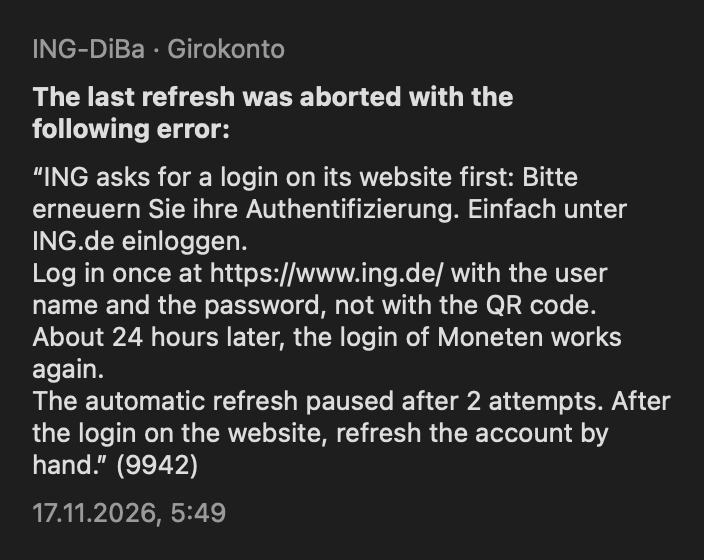 ING-DiBa · Girokonto
The last refresh was aborted with the
following error:
“ING asks for a login on its website first: Bitte
erneuern Sie ihre Authentifizierung. Einfach unter
ING.de einloggen.
Log in once at https://www.ing.de/ with the user
name and the password, not with the QR code.
About 24 hours later, the login of Moneten works
again.
The automatic refresh paused after 2 attempts. After
the login on the website, refresh the account by
hand.” (9942)
17.11.2026, 5:49